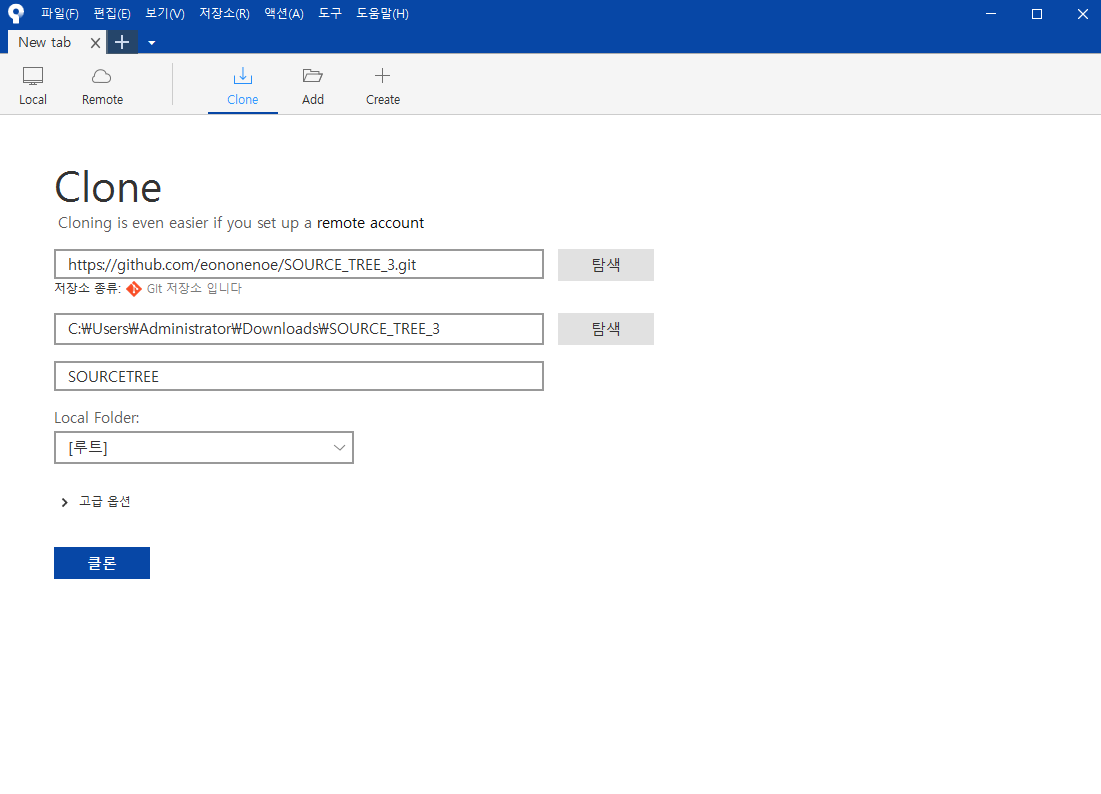 파일(F) 편집(E) 보기(V) 저장소(R) 액션(A) 도구 도움말(H)
New tab
Local Remote Clone Add Create
Clone
Cloning is even easier if you set up a remote account
https://github.com/eononenoe/SOURCE_TREE_3.git 탐색
저장소 종류: Git 저장소 입니다
C:₩Users₩Administrator₩Downloads₩SOURCE_TREE_3 탐색
SOURCETREE
Local Folder:
[루트]
고급 옵션
클론